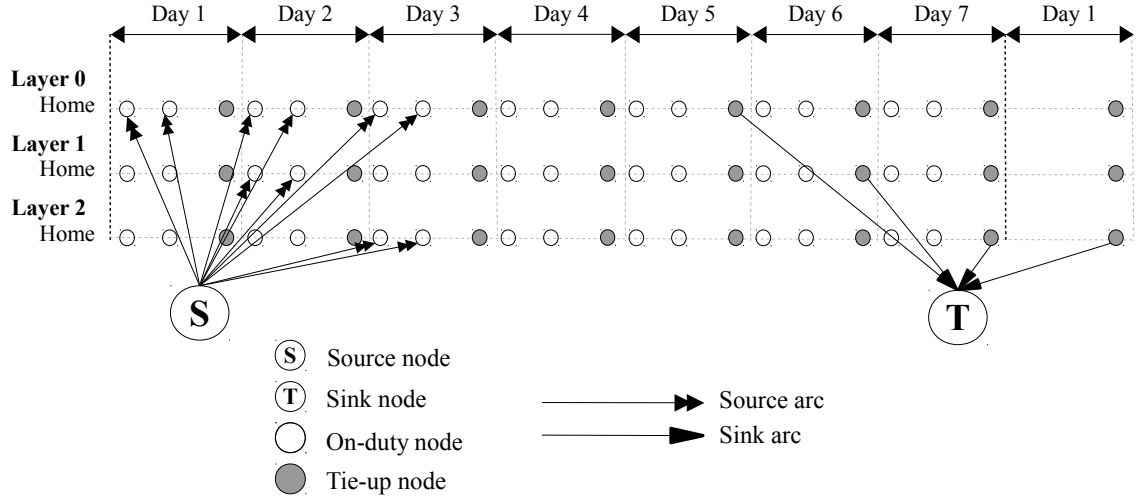 Day 1 Day 2 Day 3 Day 4 Day 5 Day 6 Day 7 Day 1
Layer 0
Home
Layer 1
Home
Layer 2
Home
S T
S Source node
T Sink node
Source arc
On-duty node
Sink arc
Tie-up node